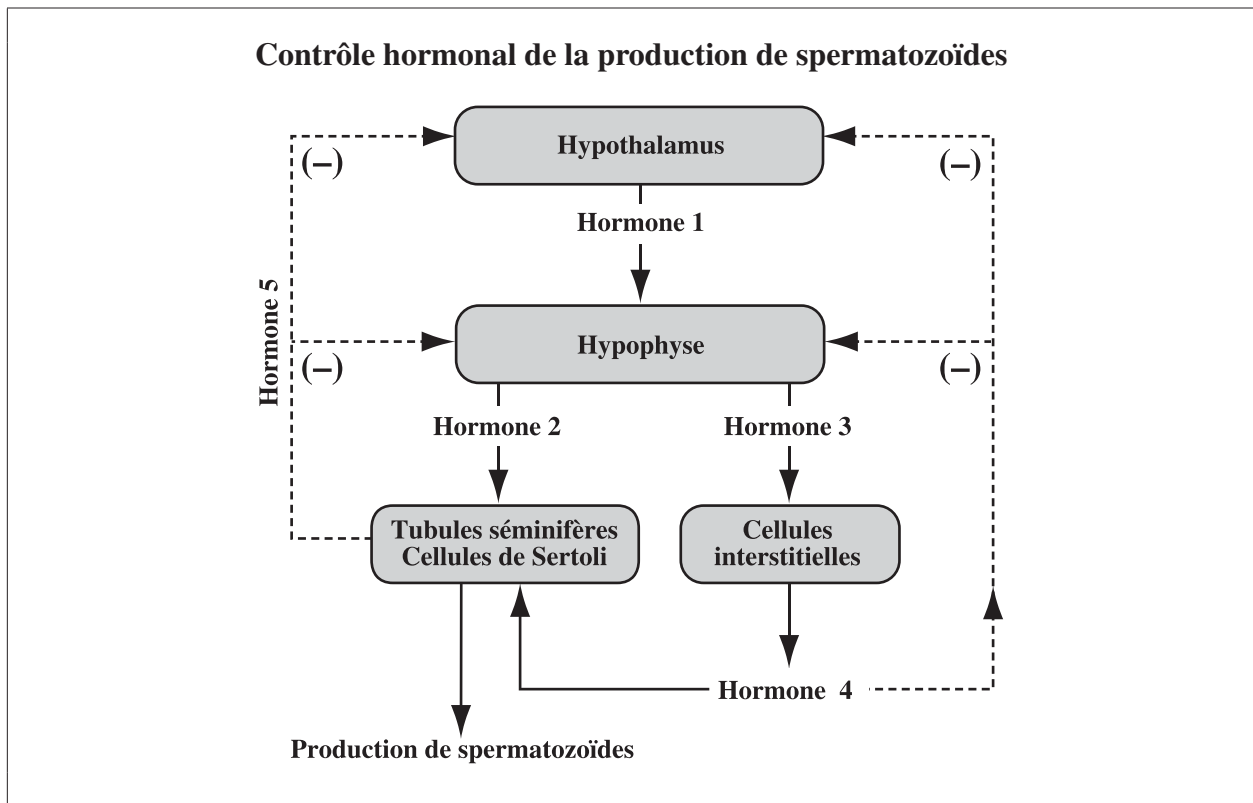 Contrôle hormonal de la production de spermatozoïdes
Hypothalamus
(–)
(–)
Hormone 1
Hormone 5
Hypophyse
(–)
(–)
Hormone 2
Hormone 3
Tubules séminifères
Cellules de Sertoli
Cellules
interstitielles
Hormone 4
Production de spermatozoïdes